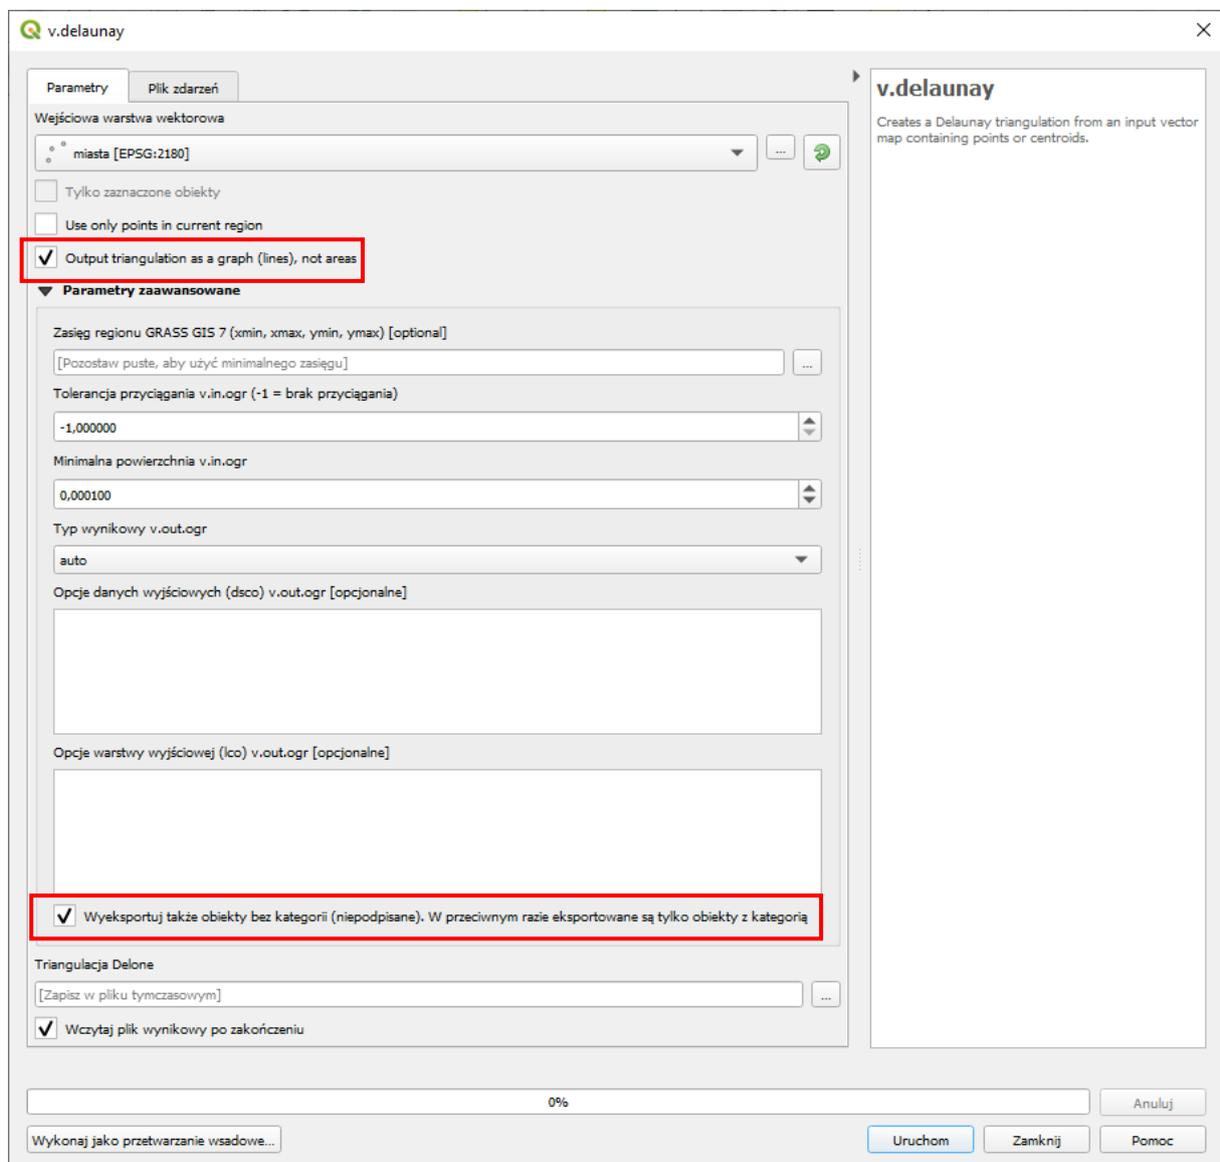 v.delaunay
Parametry
Plik zdarzeń
Wejściowa warstwa wektorowa
miasta [EPSG:2180]
...
Tylko zaznaczone obiekty
Use only points in current region
Output triangulation as a graph (lines), not areas
Parametry zaawansowane
Zasięg regionu GRASS GIS 7 (xmin, xmax, ymin, ymax) [optional]
[Pozostaw puste, aby użyć minimalnego zasięgu]
...
Tolerancja przyciągania v.in.ogr (-1 = brak przyciągania)
-1,000000
Minimalna powierzchnia v.in.ogr
0,000100
Typ wynikowy v.out.ogr
auto
Opcje danych wyjściowych (dsco) v.out.ogr [opcjonalne]
Opcje warstwy wyjściowej (lco) v.out.ogr [opcjonalne]
Wyeksportuj także obiekty bez kategorii (niepodpisane). W przeciwnym razie eksportowane są tylko obiekty z kategorią
Triangulacja Delone
[Zapisz w pliku tymczasowym]
...
Wczytaj plik wynikowy po zakończeniu
v.delaunay
Creates a Delaunay triangulation from an input vector
map containing points or centroids.
0%
Anuluj
Wykonaj jako przetwarzanie wsadowe...
Uruchom
Zamknij
Pomoc